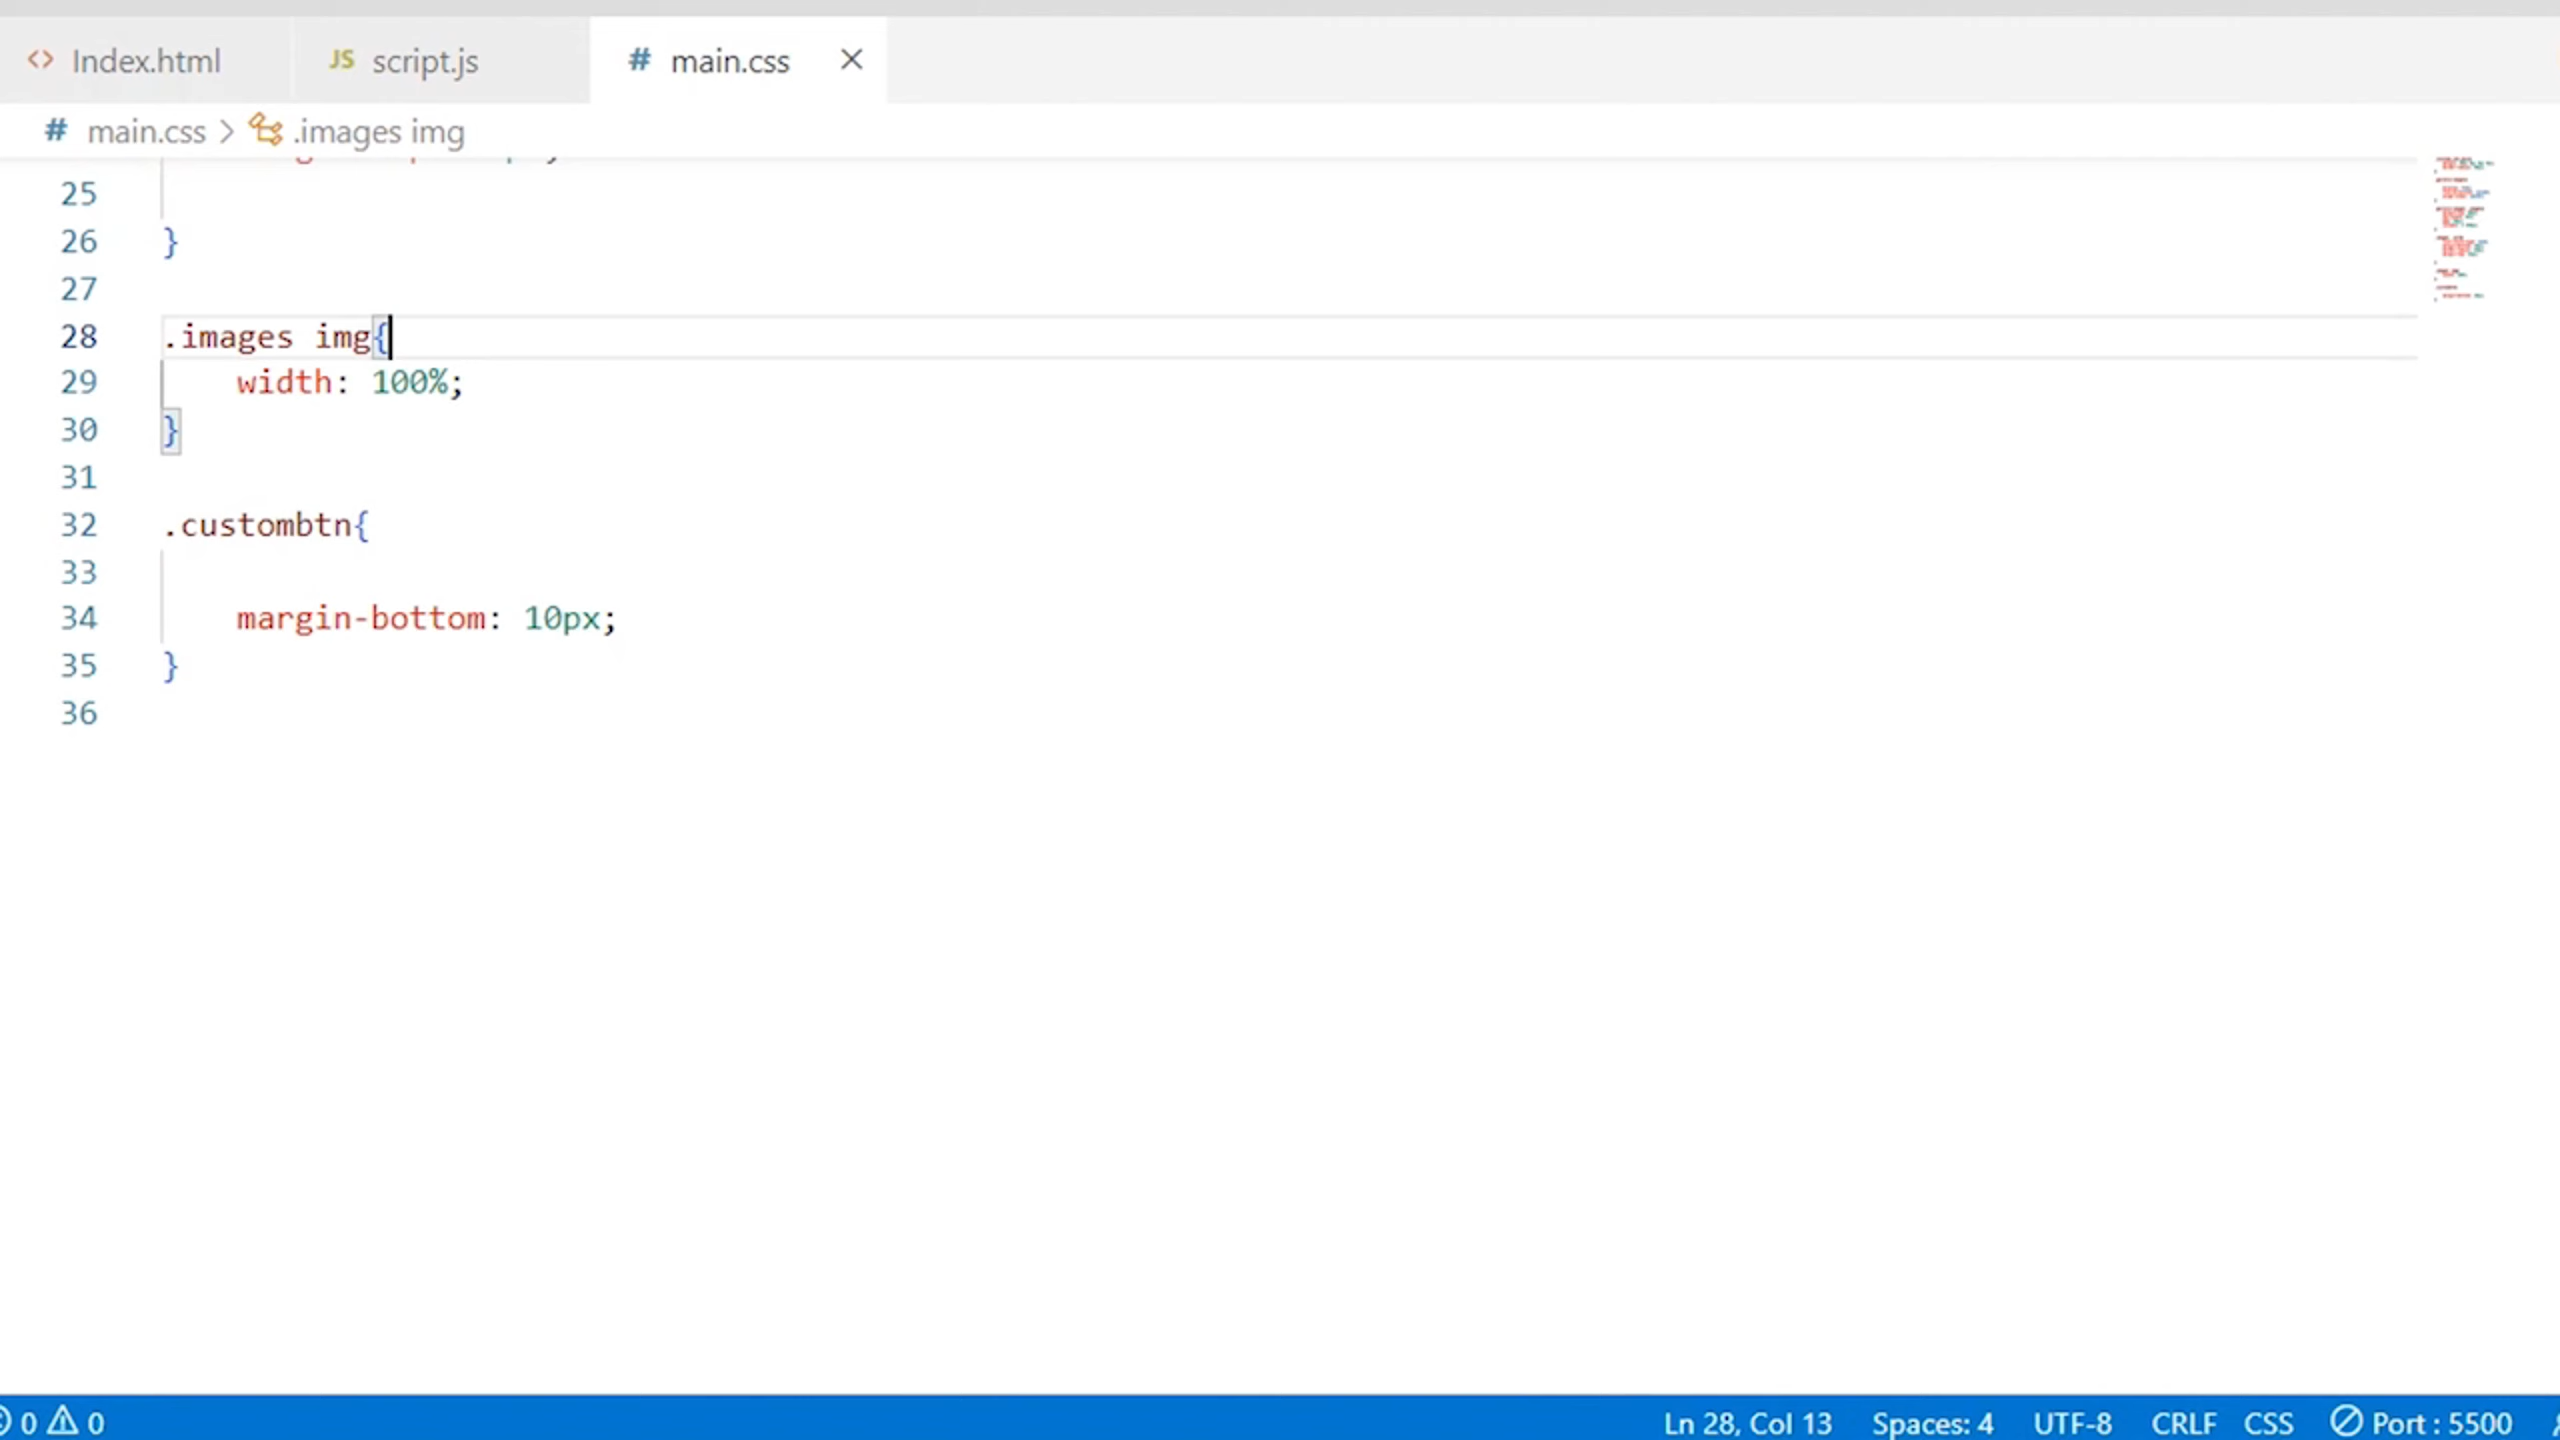 <> Index.html JS script.js # main.css ×
# main.css > .images img
25
26 }
27
28 .images img{
29 width: 100%;
30 }
31
32 .custombtn{
33
34 margin-bottom: 10px;
35 }
36
0 0 Ln 28, Col 13 Spaces: 4 UTF-8 CRLF CSS Port : 5500